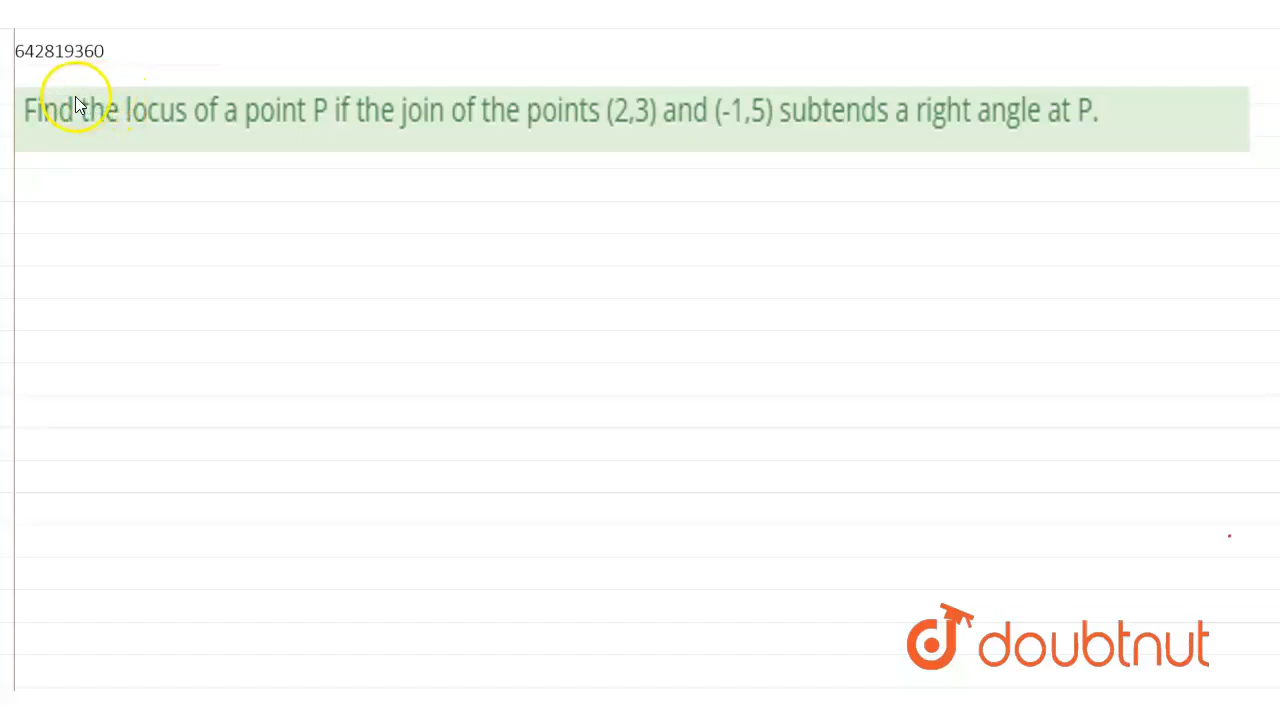 642819360
Find the locus of a point P if the join of the points (2,3) and (-1,5) subtends a right angle at P.
doubtnut